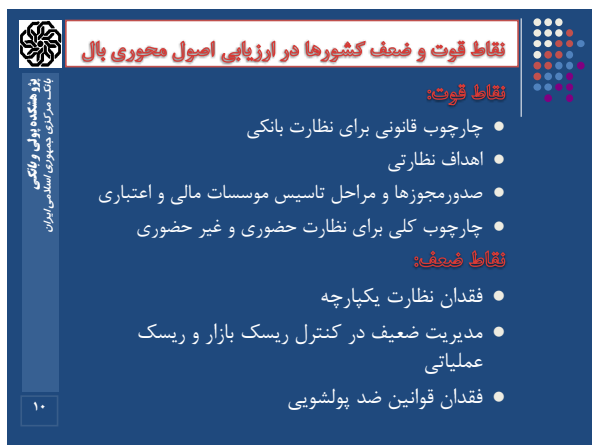 نقاط قوت و ضعف کشورها در ارزیابی اصول محوری بال
نقاط قوت:
● چارچوب قانونی برای نظارت بانکی
● اهداف نظارتی
● صدورمجوزها و مراحل تاسیس موسسات مالی و اعتباری
● چارچوب کلی برای نظارت حضوری و غیر حضوری
نقاط ضعف:
● فقدان نظارت یکپارچه
● مدیریت ضعیف در کنترل ریسک بازار و ریسک
عملیاتی
● فقدان قوانین ضد پولشویی
پژوهشکده پولی و بانکی
بانک مرکزی جمهوری اسلامی ایران
۱۰